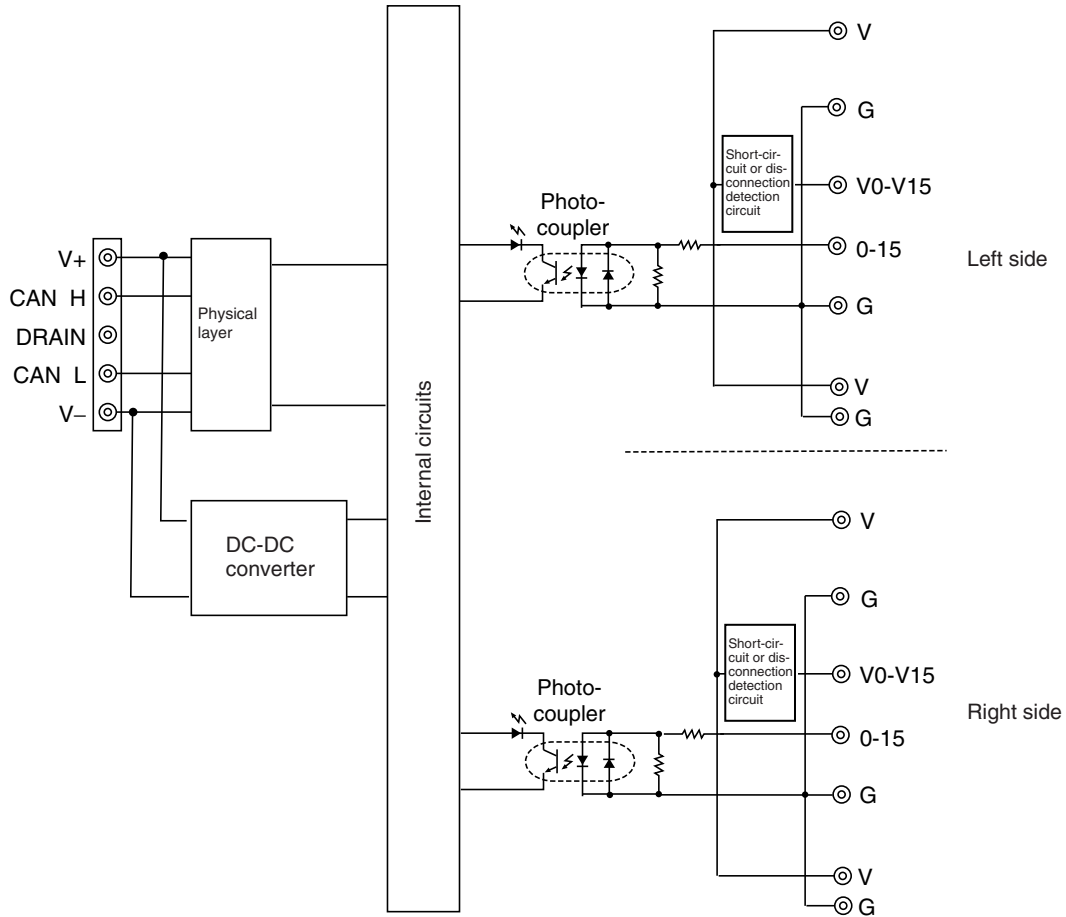 V+
CAN H
DRAIN
CAN L
V–
Physical
layer
DC-DC
converter
Internal circuits
Photo-
coupler
V
G
Short-cir-
cuit or dis-
connection
detection
circuit
V0-V15
0-15
G
V
G
Left side
Photo-
coupler
V
G
Short-cir-
cuit or dis-
connection
detection
circuit
V0-V15
0-15
G
V
G
Right side